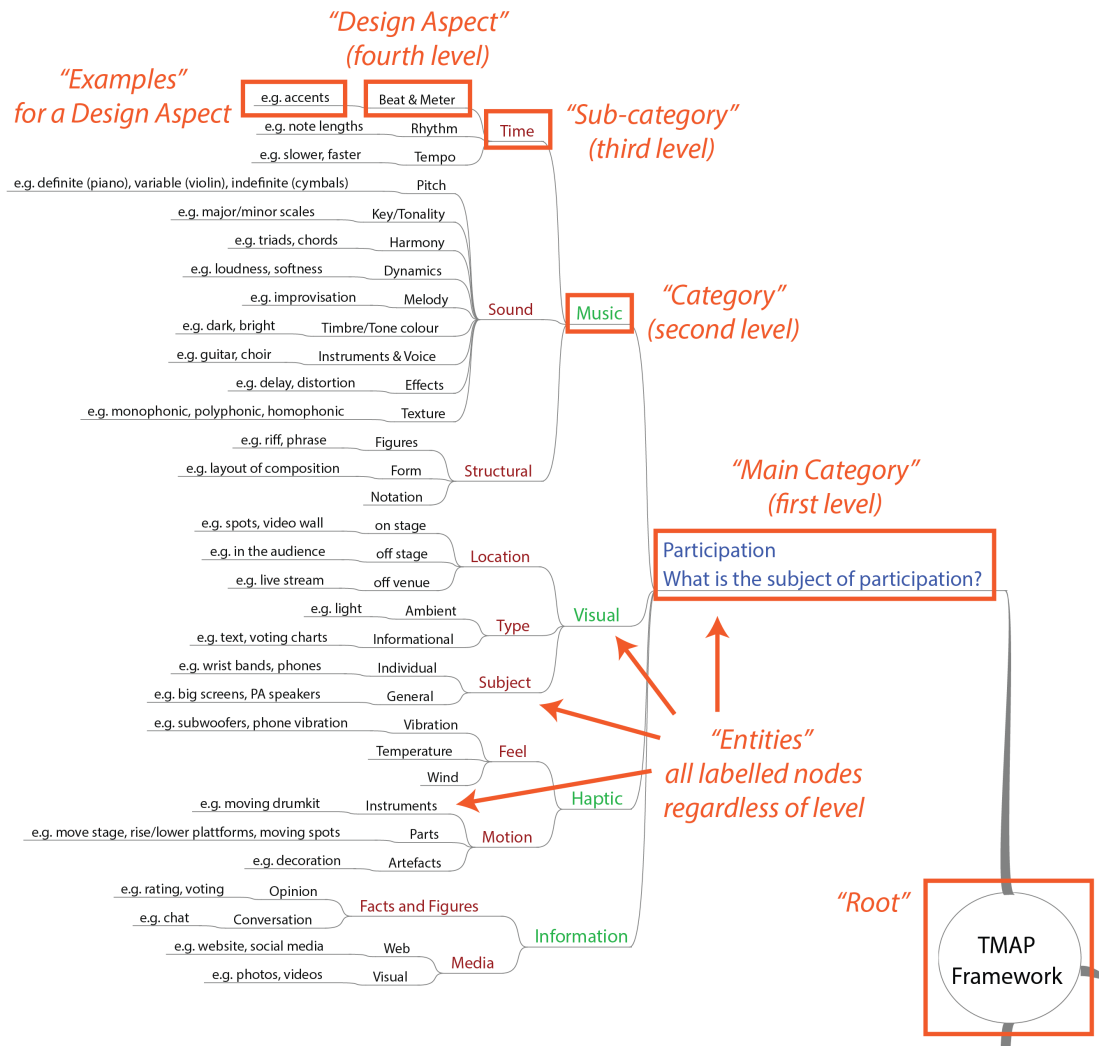 “Design Aspect”
(fourth level)
“Examples”
for a Design Aspect
e.g. accents
Beat & Meter
Time
“Sub-category”
(third level)
e.g. note lengths
Rhythm
e.g. slower, faster
Tempo
e.g. definite (piano), variable (violin), indefinite (cymbals)
Pitch
e.g. major/minor scales
Key/Tonality
e.g. triads, chords
Harmony
e.g. loudness, softness
Dynamics
e.g. improvisation
Melody
Sound
Music
“Category”
(second level)
e.g. dark, bright
Timbre/Tone colour
e.g. guitar, choir
Instruments & Voice
e.g. delay, distortion
Effects
e.g. monophonic, polyphonic, homophonic
Texture
e.g. riff, phrase
Figures
e.g. layout of composition
Form
Structural
Notation
“Main Category”
(first level)
e.g. spots, video wall
on stage
e.g. in the audience
off stage
Location
e.g. live stream
off venue
Participation
What is the subject of participation?
e.g. light
Ambient
Type
Visual
e.g. text, voting charts
Informational
e.g. wrist bands, phones
Individual
Subject
e.g. big screens, PA speakers
General
e.g. subwoofers, phone vibration
Vibration
Temperature
Feel
Wind
“Entities”
all labelled nodes
regardless of level
Haptic
e.g. moving drumkit
Instruments
e.g. move stage, rise/lower plattforms, moving spots
Parts
Motion
e.g. decoration
Artefacts
e.g. rating, voting
Opinion
Facts and Figures
e.g. chat
Conversation
Information
e.g. website, social media
Web
Media
e.g. photos, videos
Visual
“Root”
TMAP
Framework